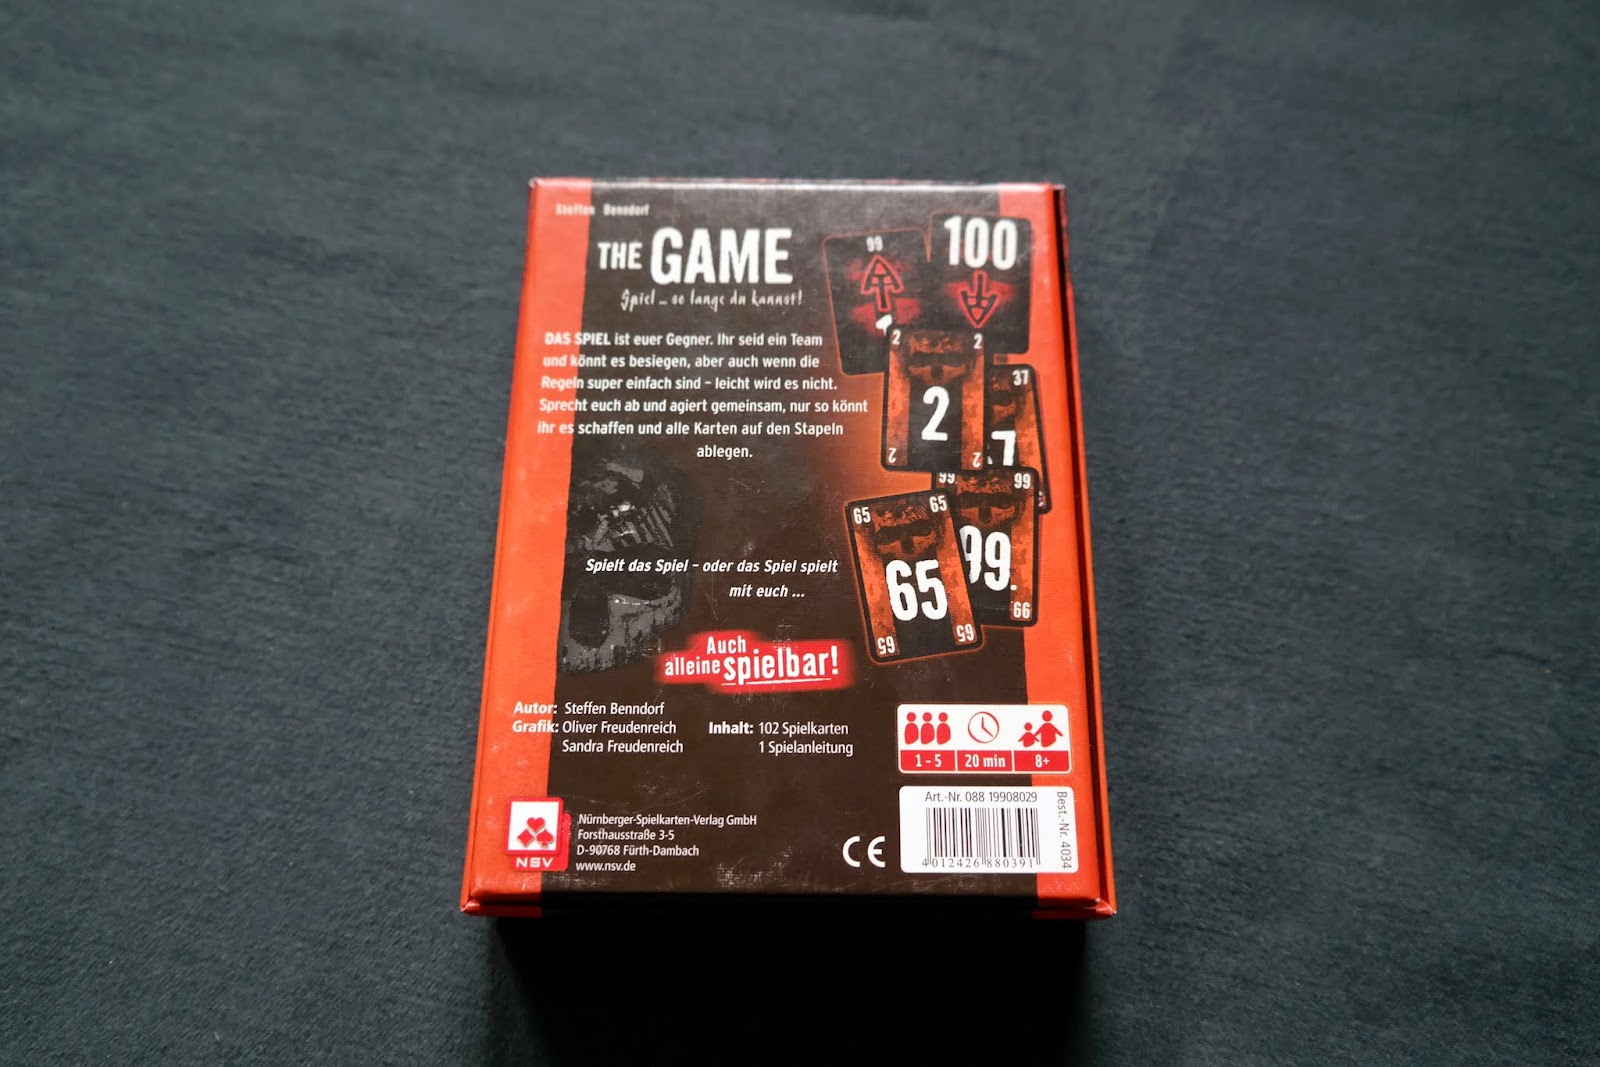 Steffen Benndorf
THE GAME
Spiel ... so lange du kannst!
DAS SPIEL ist euer Gegner. Ihr seid ein Team
und könnt es besiegen, aber auch wenn die
Regeln super einfach sind – leicht wird es nicht.
Sprecht euch ab und agiert gemeinsam, nur so könnt
ihr es schaffen und alle Karten auf den Stapeln
ablegen.
99
100
2 2
2
2 2
37
99 99
99.
99
65 65
65
65 65
Spielt das Spiel – oder das Spiel spielt
mit euch ...
Auch
alleine spielbar!
Autor: Steffen Benndorf
Grafik: Oliver Freudenreich
Sandra Freudenreich
Inhalt: 102 Spielkarten
1 Spielanleitung
1 - 5 20 min 8+
NSV
Nürnberger-Spielkarten-Verlag GmbH
Forsthausstraße 3-5
D-90768 Fürth-Dambach
www.nsv.de
CE
Art.-Nr. 088 19908029
4 012426 880391
Best.-Nr. 4034